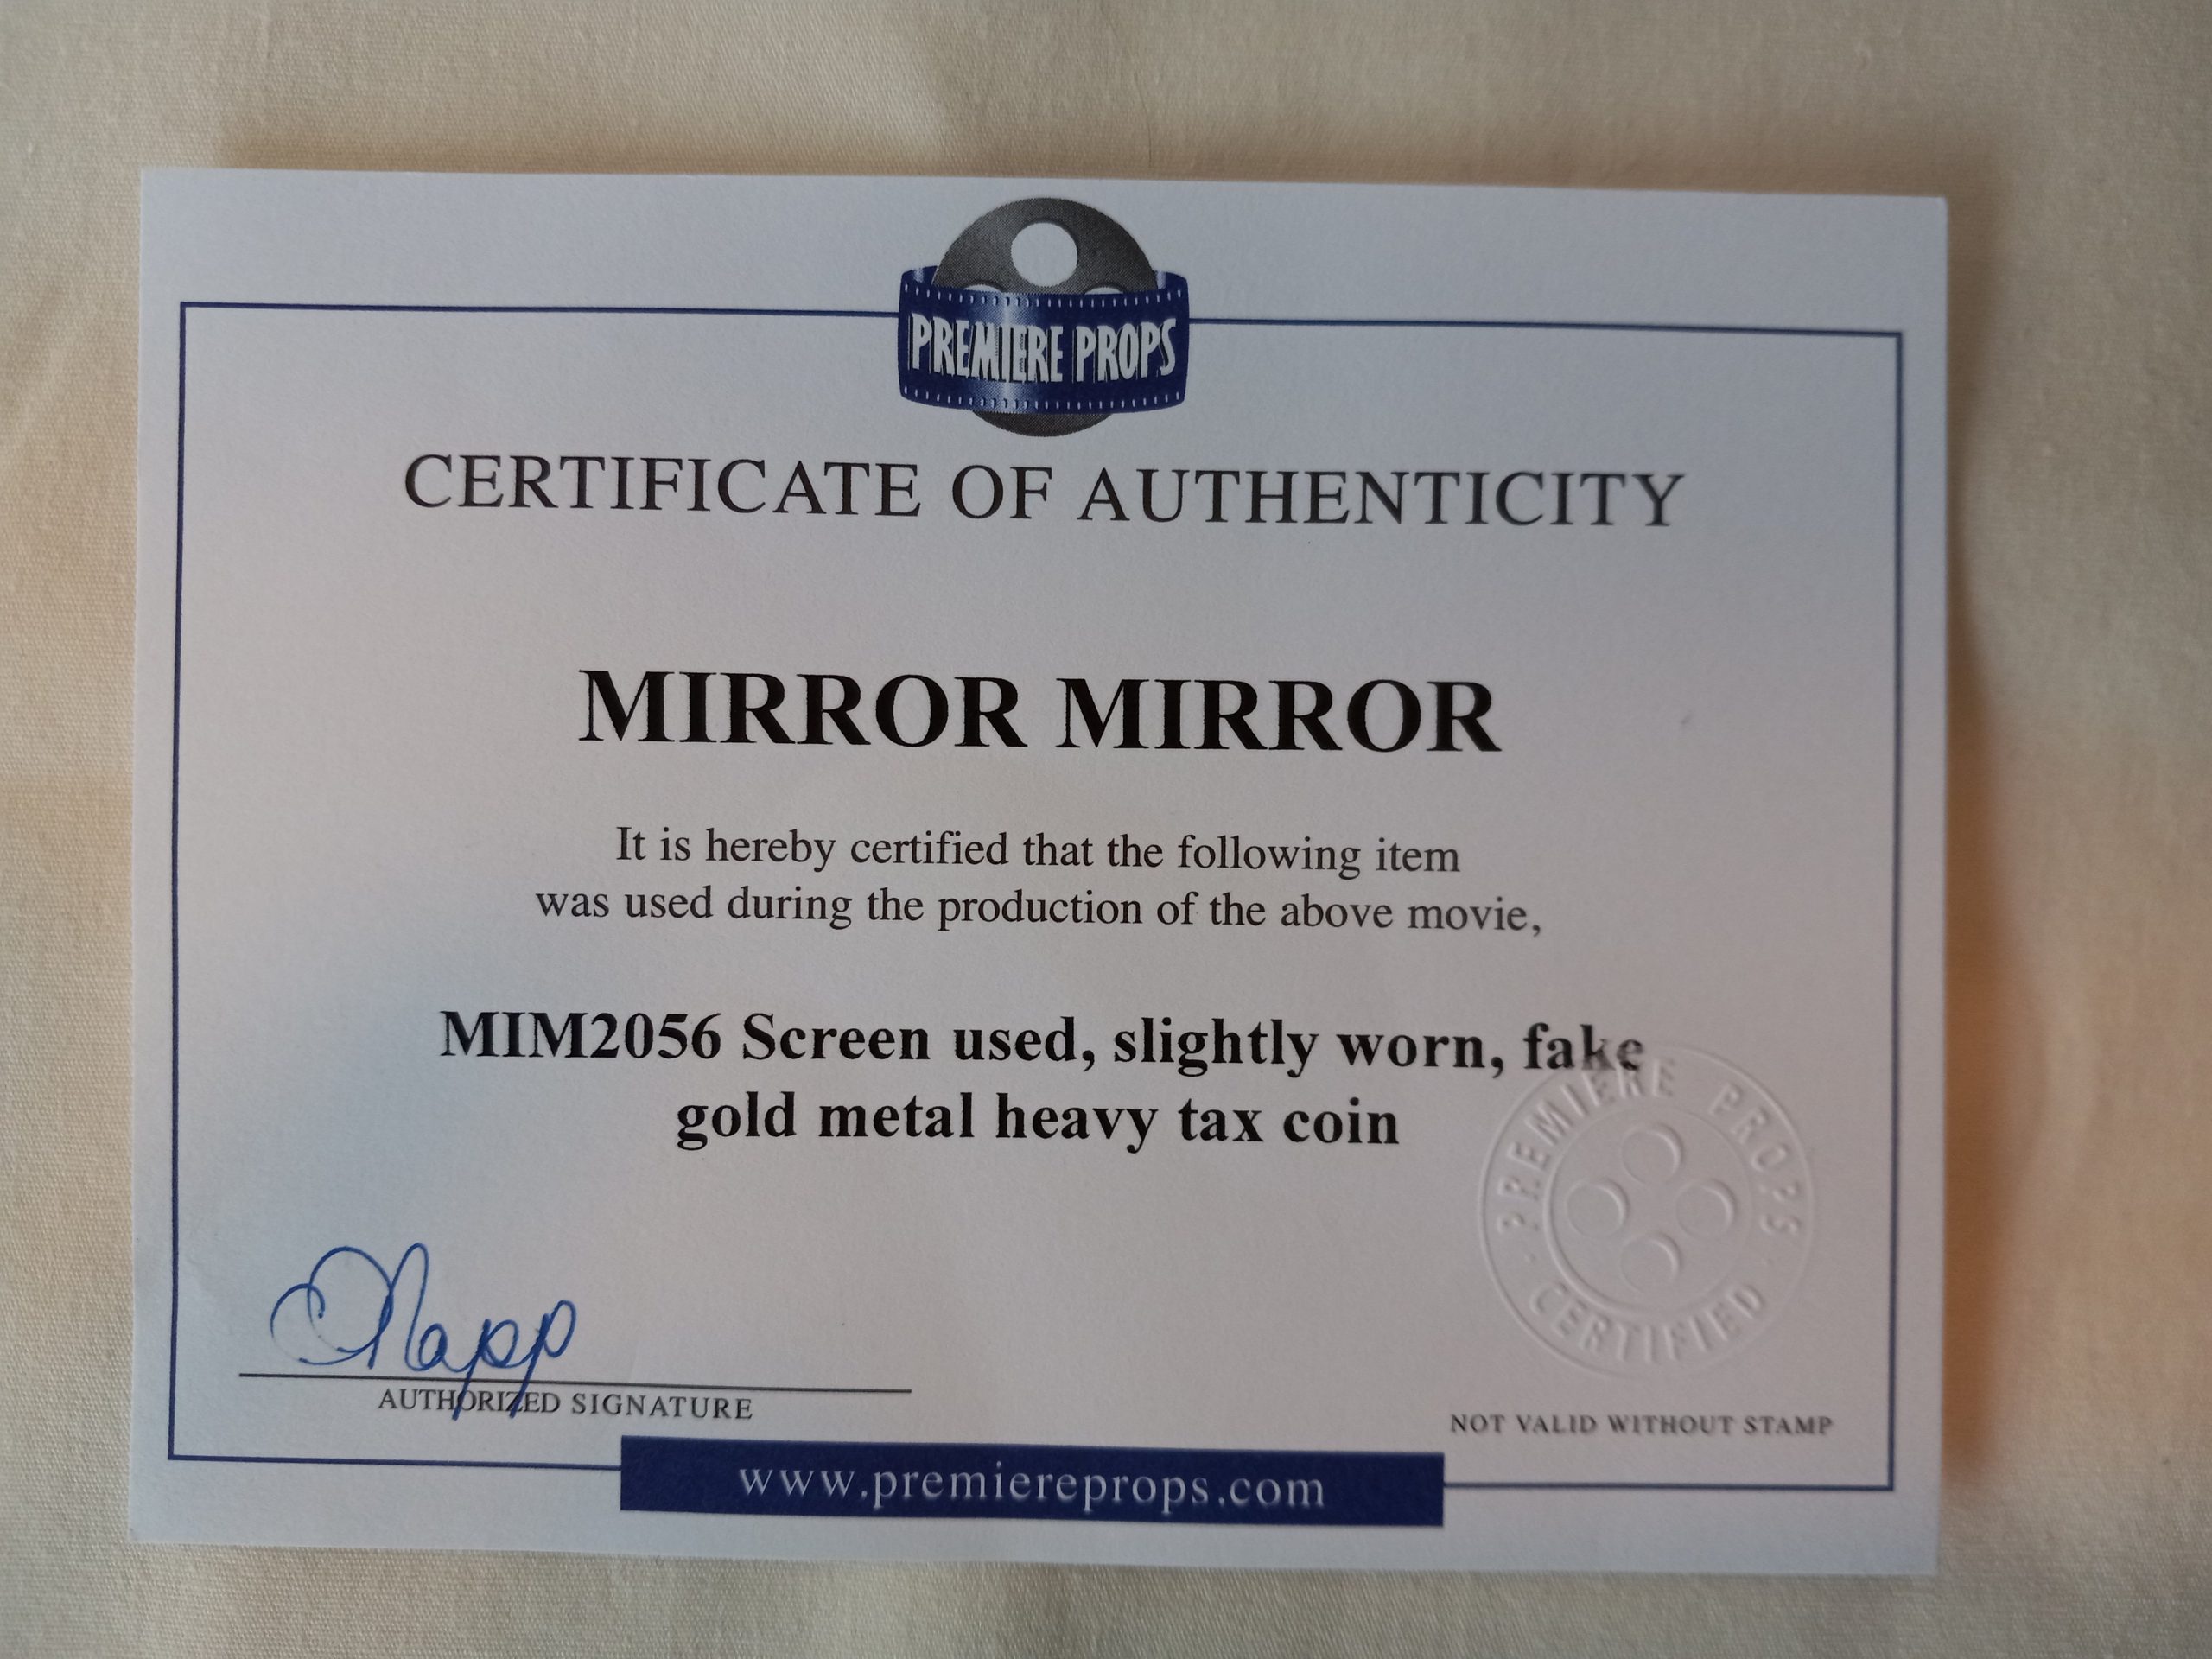 PREMIERE PROPS
CERTIFICATE OF AUTHENTICITY
MIRROR MIRROR
It is hereby certified that the following item
was used during the production of the above movie,
MIM2056 Screen used, slightly worn, fake
gold metal heavy tax coin
PREMIERE PROPS
CERTIFIED
AUTHORIZED SIGNATURE
NOT VALID WITHOUT STAMP
www.premiereprops.com